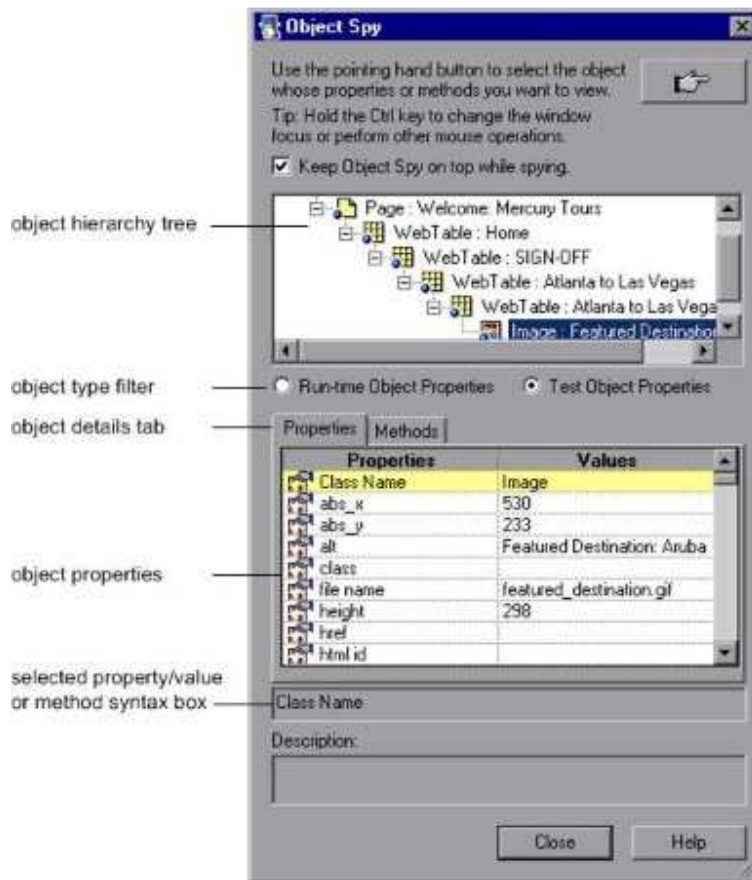 Object Spy
Use the pointing hand button to select the object
whose properties or methods you want to view.
Tip: Hold the Ctrl key to change the window
focus or perform other mouse operations.
Keep Object Spy on top while spying.
object hierarchy tree
Page : Welcome: Mercury Tours
WebTable : Home
WebTable : SIGN-OFF
WebTable : Atlanta to Las Vegas
WebTable : Atlanta to Las Vega
Image : Featured Destination
object type filter
Run-time Object Properties
Test Object Properties
object details tab
Properties
Methods
Properties Values
Class Name Image
abs_x 530
abs_y 233
alt Featured Destination: Aruba
class
object properties
file name featured_destination.gif
height 298
href
html id
selected property/value
or method syntax box
Class Name
Description:
Close
Help